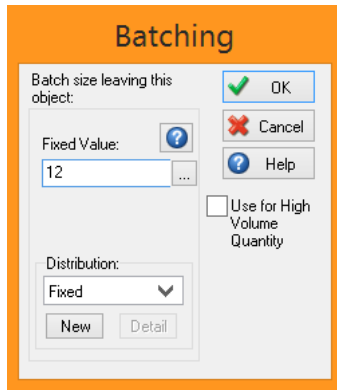 Batching
Batch size leaving this
object:
OK
Cancel
Help
Fixed Value:
12
...
Use for High
Volume
Quantity
Distribution:
Fixed
New
Detail